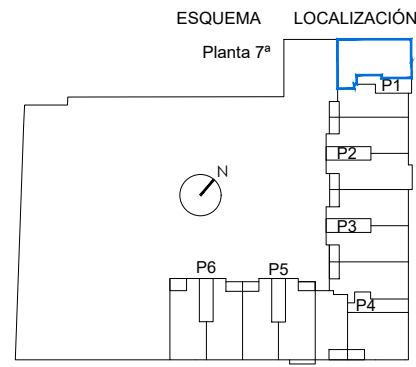 ESQUEMA LOCALIZACIÓN
Planta 7ª
P1
P2
N
P3
P6
P5
P4